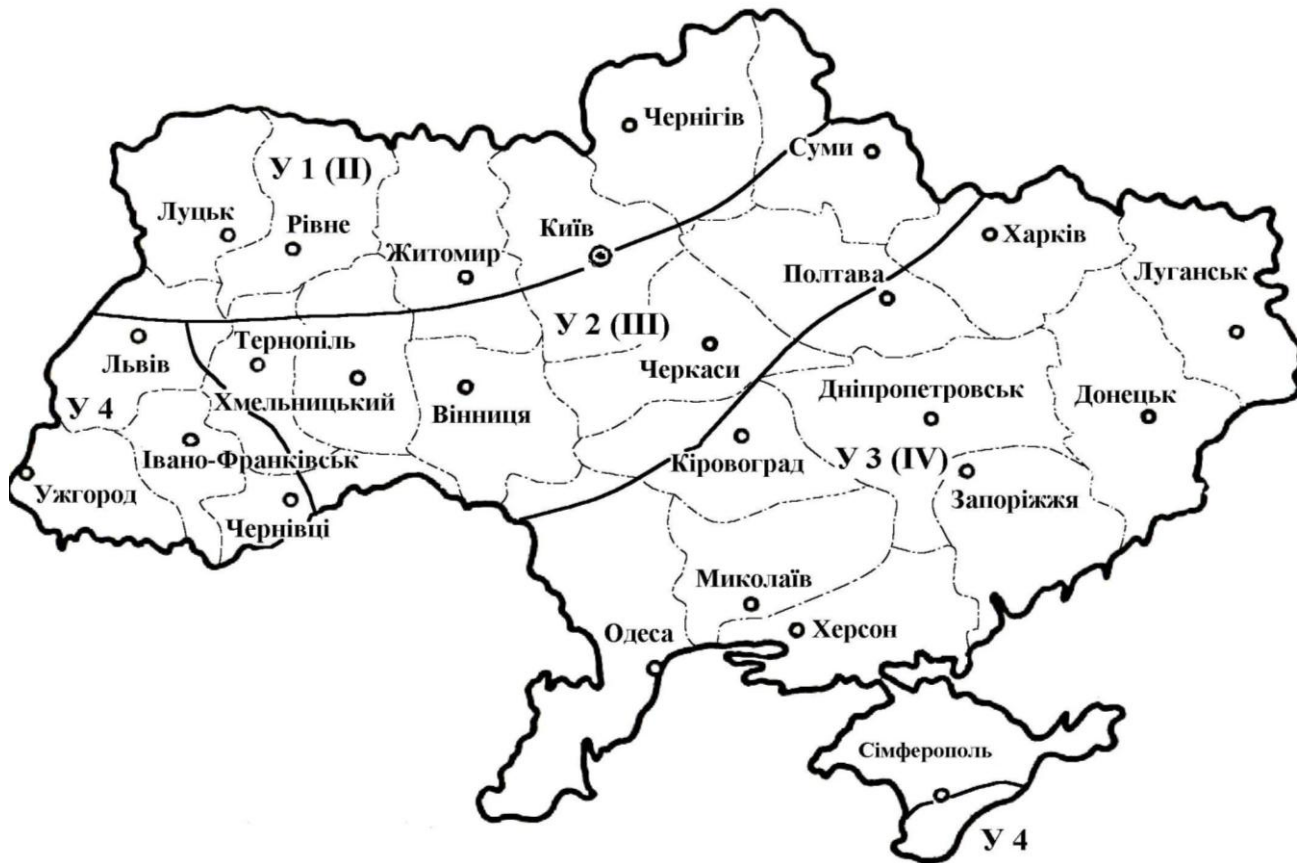 Чернігів
Суми
У 1 (II)
Луцьк
Рівне
Київ
Житомир
Харків
Полтава
Луганськ
У 2 (III)
Львів
Тернопіль
Черкаси
Хмельницький
Вінниця
Дніпропетровськ
Донецьк
У 4
Івано-Франківськ
Кіровоград
У 3 (IV)
Ужгород
Запоріжжя
Чернівці
Миколаїв
Одеса
Херсон
Сімферополь
У 4